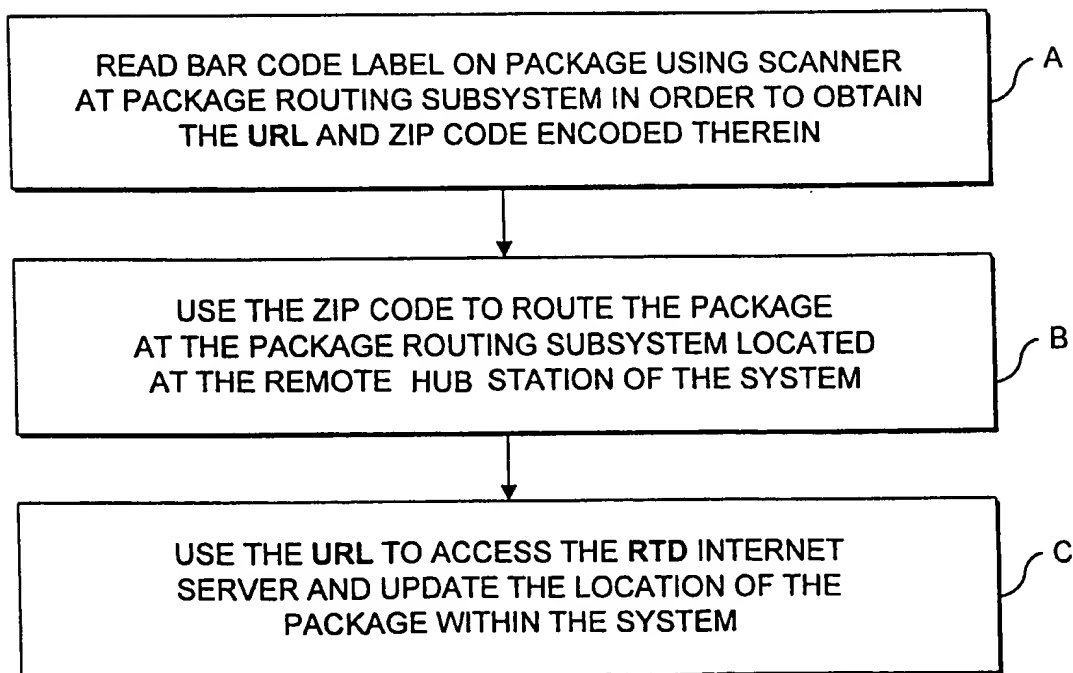 READ BAR CODE LABEL ON PACKAGE USING SCANNER
AT PACKAGE ROUTING SUBSYSTEM IN ORDER TO OBTAIN
THE URL AND ZIP CODE ENCODED THEREIN
A
USE THE ZIP CODE TO ROUTE THE PACKAGE
AT THE PACKAGE ROUTING SUBSYSTEM LOCATED
AT THE REMOTE HUB STATION OF THE SYSTEM
B
USE THE URL TO ACCESS THE RTD INTERNET
SERVER AND UPDATE THE LOCATION OF THE
PACKAGE WITHIN THE SYSTEM
C